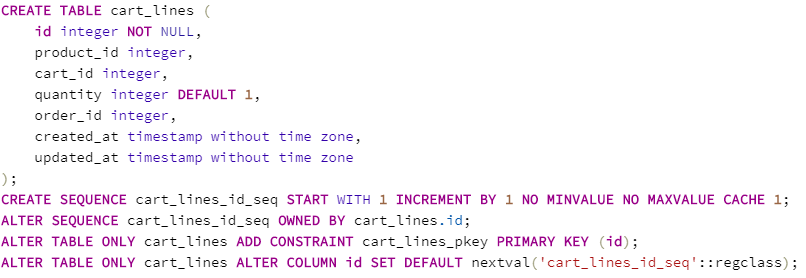 CREATE TABLE cart_lines (
    id integer NOT NULL,
    product_id integer,
    cart_id integer,
    quantity integer DEFAULT 1,
    order_id integer,
    created_at timestamp without time zone,
    updated_at timestamp without time zone
);
CREATE SEQUENCE cart_lines_id_seq START WITH 1 INCREMENT BY 1 NO MINVALUE NO MAXVALUE CACHE 1;
ALTER SEQUENCE cart_lines_id_seq OWNED BY cart_lines.id;
ALTER TABLE ONLY cart_lines ADD CONSTRAINT cart_lines_pkey PRIMARY KEY (id);
ALTER TABLE ONLY cart_lines ALTER COLUMN id SET DEFAULT nextval('cart_lines_id_seq'::regclass);